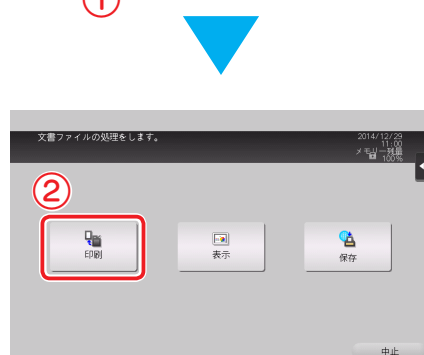 ①
文書ファイルの処理をします。
2014/12/29
11:00
メモリー残量
100%
②
印刷
表示
保存
中止